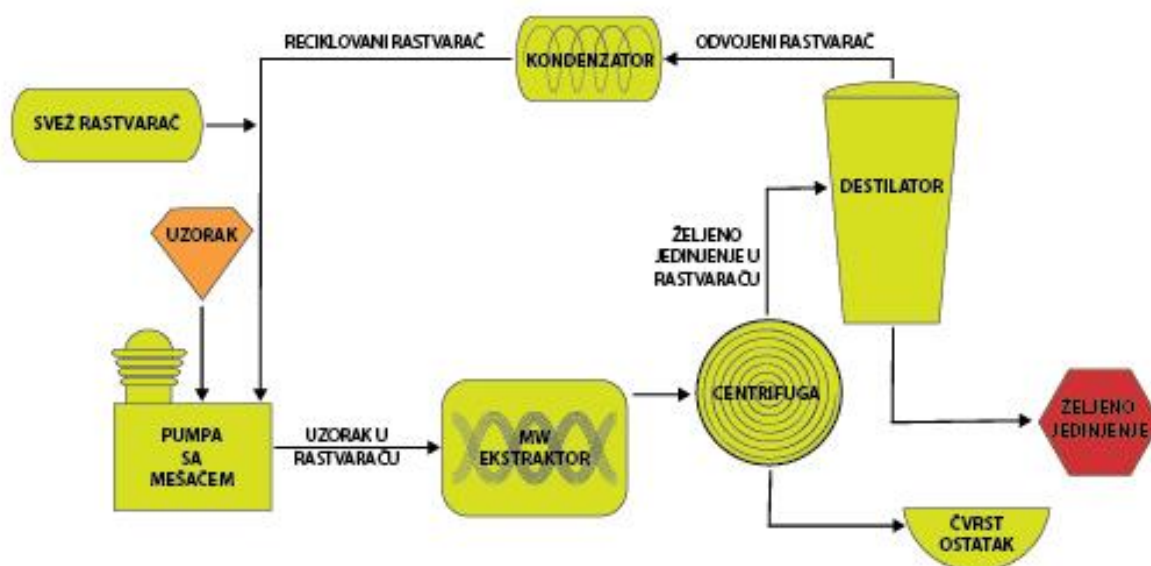 RECIKLOVANI RASTVARAČ
KONDENZATOR
ODVOJENI RASTVARAČ
SVEŽ RASTVARAČ
DESTILATOR
UZORAK
ŽELJENO
JEDINJENJE U
RASTVARAČU
CENTRIFUGA
ŽELJENO
JEDINJENJE
PUMPA
SA
MEŠAČEM
UZORAK U
RASTVARAČU
MW
EKSTRAKTOR
ČVRST
OSTATAK